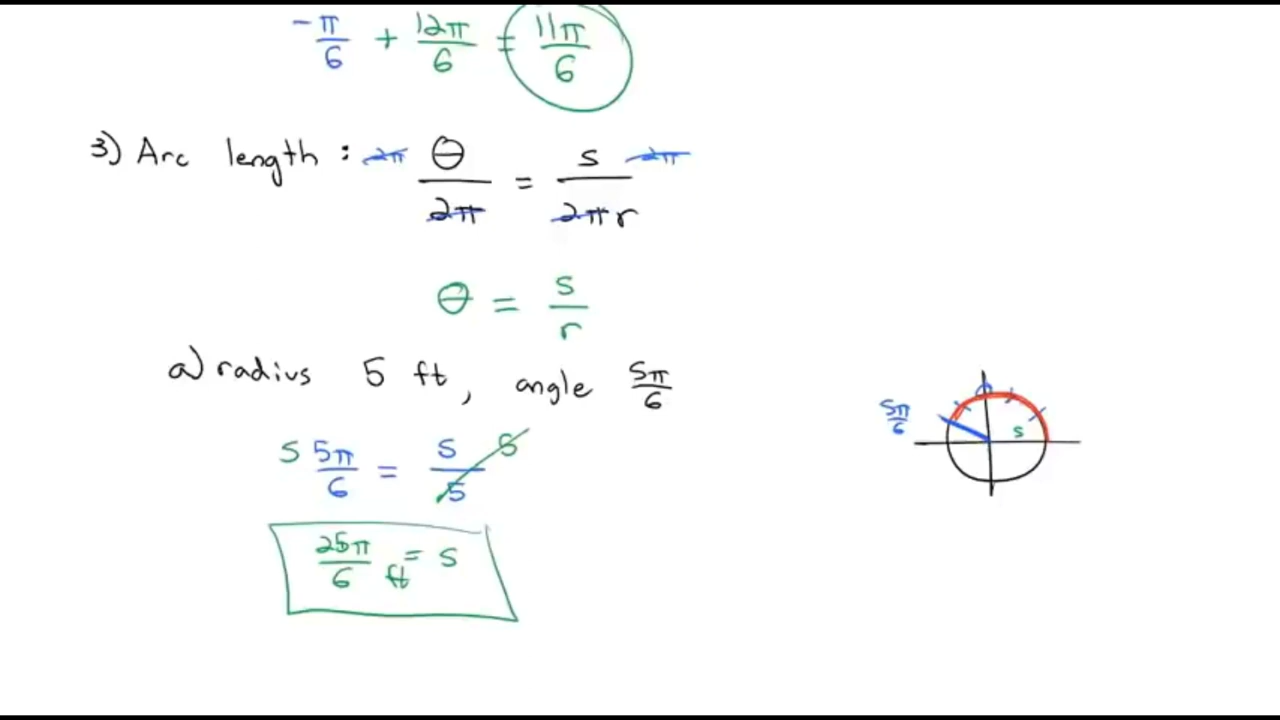 -π/6 + 12π/6 = 11π/6
3) Arc length: 2π θ/2π = s/2πr 2π
θ = s/r
a) radius 5 ft, angle 5π/6
5 5π/6 = s/5 5
25π/6 ft = s
5π/6
5